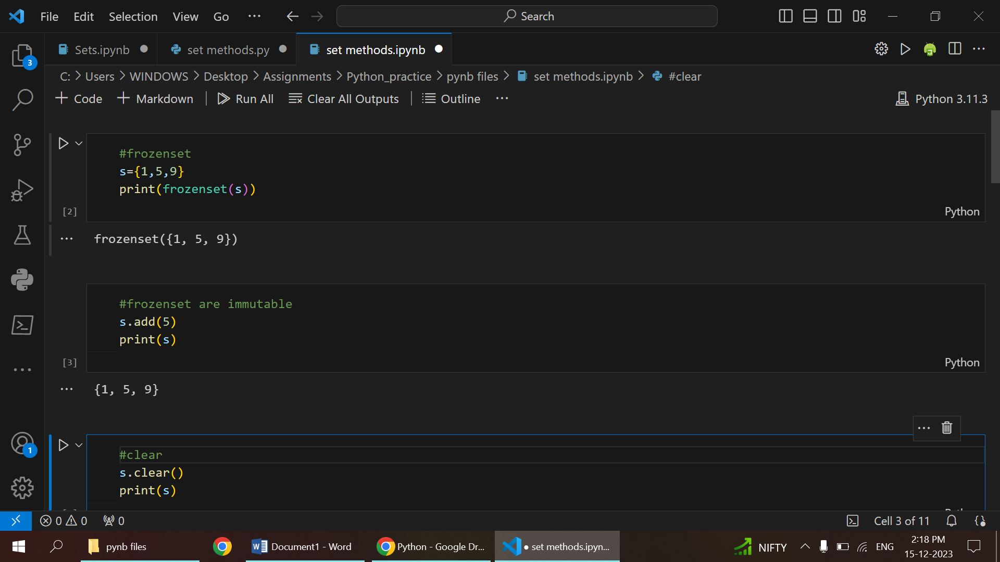 File Edit Selection View Go ... Search
3
Sets.ipynb set methods.py set methods.ipynb
C: > Users > WINDOWS > Desktop > Assignments > Python_practice > pynb files > set methods.ipynb > #clear
+ Code + Markdown | Run All Clear All Outputs | Outline ... Python 3.11.3
#frozenset
s={1,5,9}
print(frozenset(s))
[2] Python
... frozenset({1, 5, 9})
#frozenset are immutable
s.add(5)
print(s)
[3] Python
... {1, 5, 9}
#clear
s.clear()
print(s)
1
0 0 0 Cell 3 of 11
pynb files Document1 - Word Python - Google Dr... ● set methods.ipyn... NIFTY ENG 2:18 PM
15-12-2023